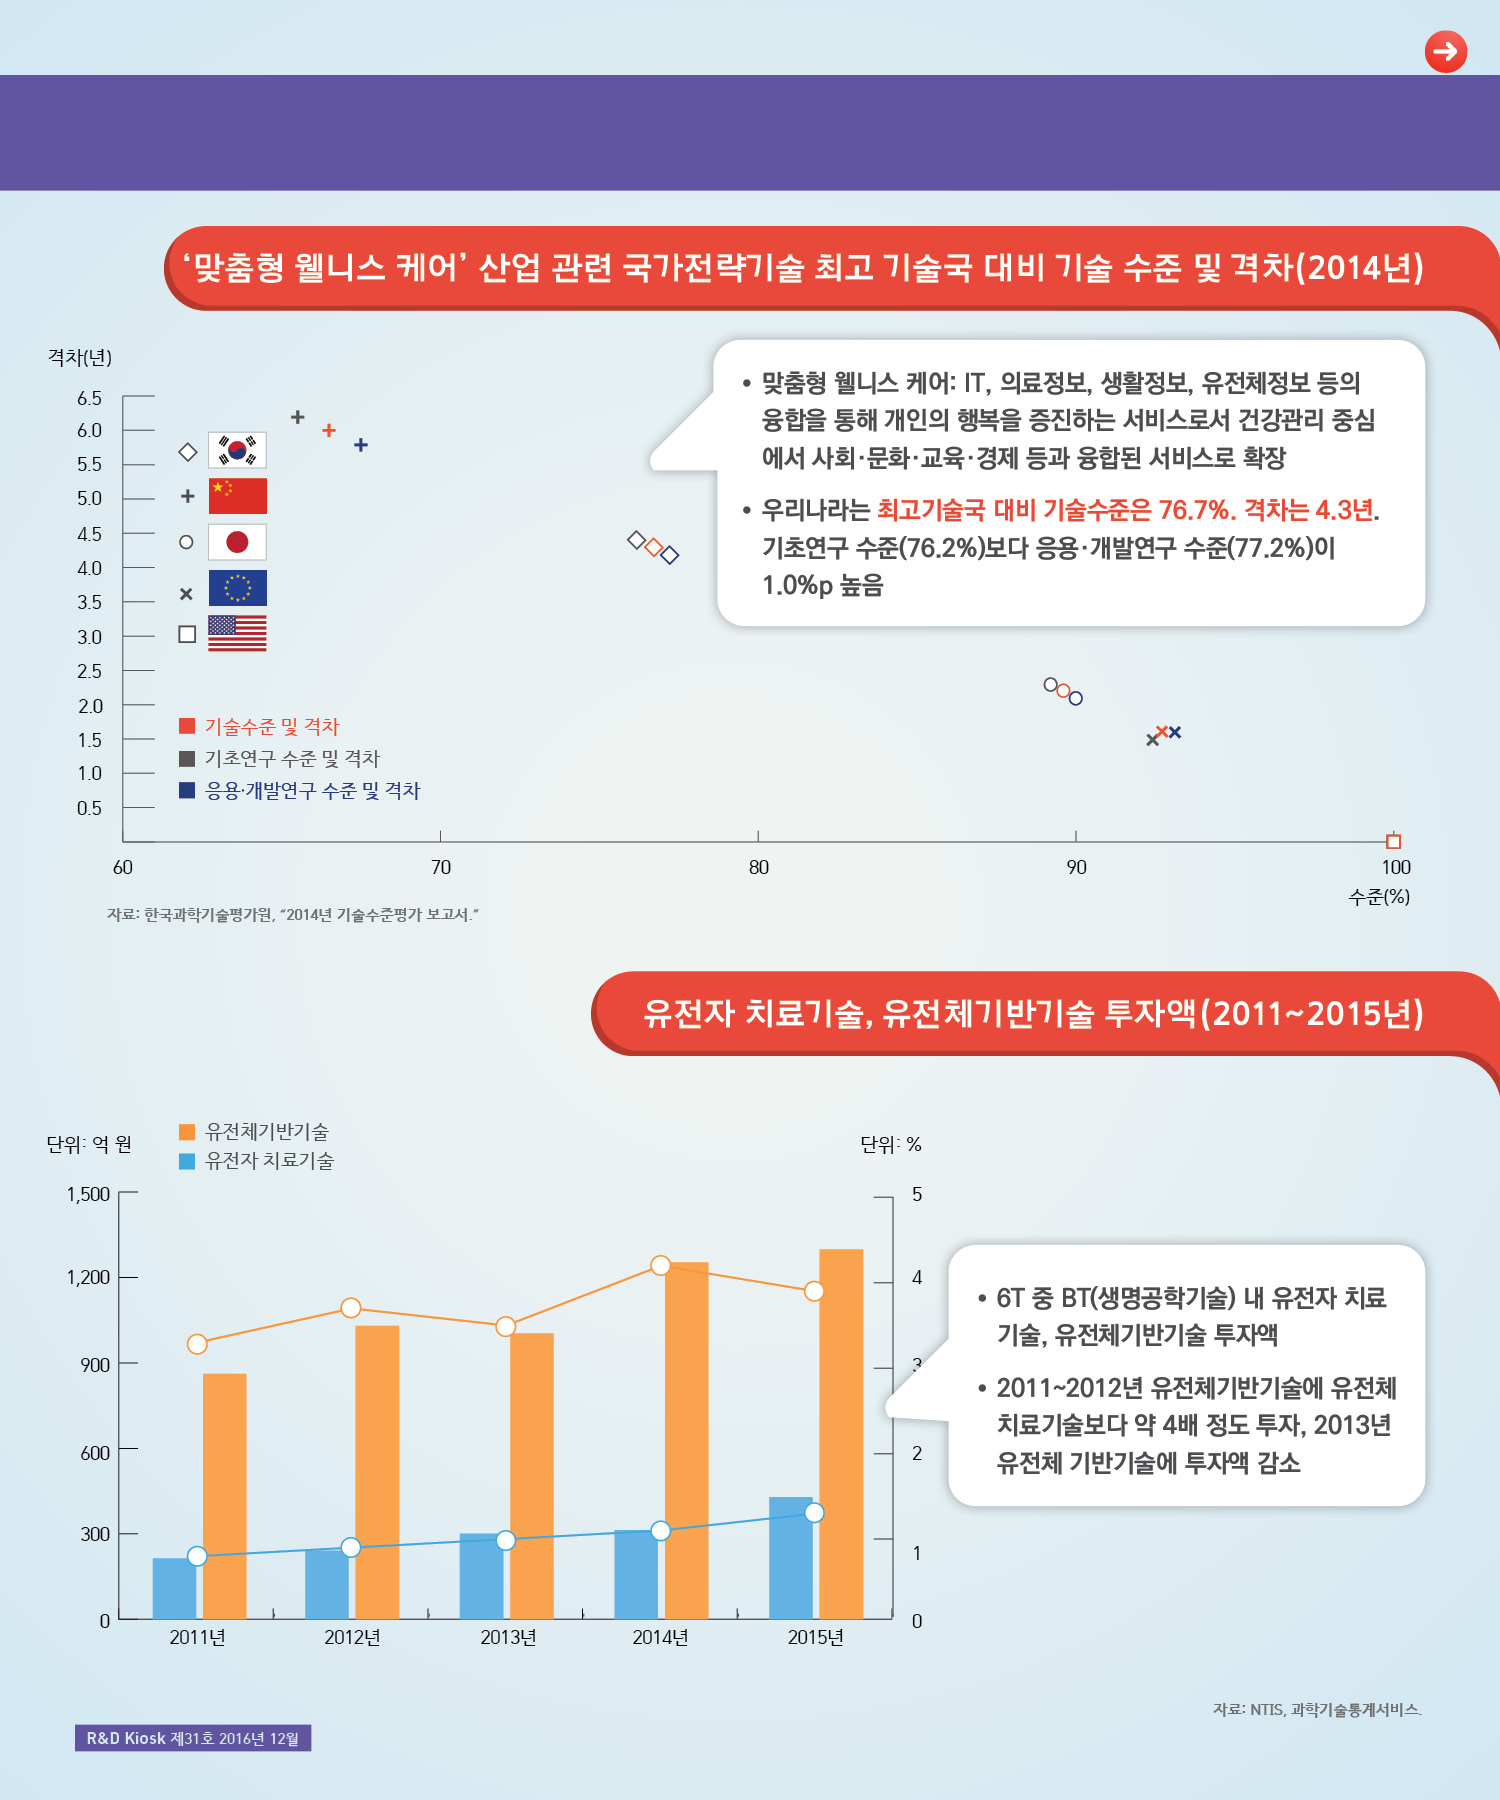 ‘맞춤형 웰니스 케어’ 산업 관련 국가전략기술 최고 기술국 대비 기술 수준 및 격차(2014년)
격차(년)
6.5
6.0
5.5
5.0
4.5
4.0
3.5
3.0
2.5
2.0
1.5
1.0
0.5
• 맞춤형 웰니스 케어: IT, 의료정보, 생활정보, 유전체정보 등의
융합을 통해 개인의 행복을 증진하는 서비스로서 건강관리 중심
에서 사회·문화·교육·경제 등과 융합된 서비스로 확장
• 우리나라는 최고기술국 대비 기술수준은 76.7%. 격차는 4.3년.
기초연구 수준(76.2%)보다 응용·개발연구 수준(77.2%)이
1.0%p 높음
기술수준 및 격차
기초연구 수준 및 격차
응용·개발연구 수준 및 격차
60 70 80 90 100
수준(%)
자료: 한국과학기술평가원, “2014년 기술수준평가 보고서.”
유전자 치료기술, 유전체기반기술 투자액(2011~2015년)
단위: 억 원
유전체기반기술
유전자 치료기술
단위: %
1,500
1,200
900
600
300
0
5
4
3
2
1
0
2011년 2012년 2013년 2014년 2015년
• 6T 중 BT(생명공학기술) 내 유전자 치료
기술, 유전체기반기술 투자액
• 2011~2012년 유전체기반기술에 유전체
치료기술보다 약 4배 정도 투자, 2013년
유전체 기반기술에 투자액 감소
자료: NTIS, 과학기술통계서비스.
R&D Kiosk 제31호 2016년 12월